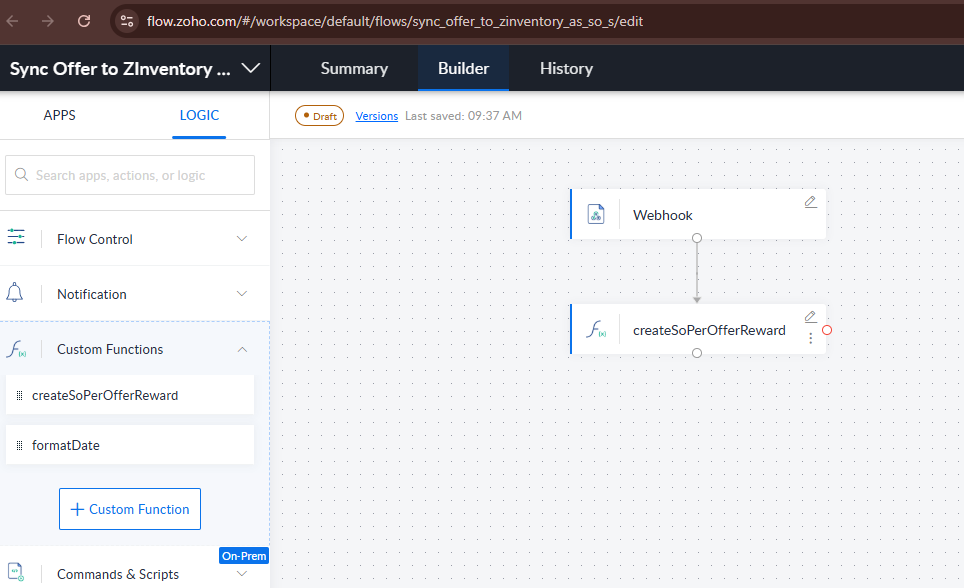 flow.zoho.com/#/workspace/default/flows/sync_offer_to_zinventory_as_so_s/edit
Sync Offer to ZInventory ...
Summary
Builder
History
APPS
LOGIC
Draft
Versions
Last saved: 09:37 AM
Search apps, actions, or logic
Flow Control
Notification
Custom Functions
createSoPerOfferReward
formatDate
+ Custom Function
On-Prem
Commands & Scripts
Webhook
createSoPerOfferReward